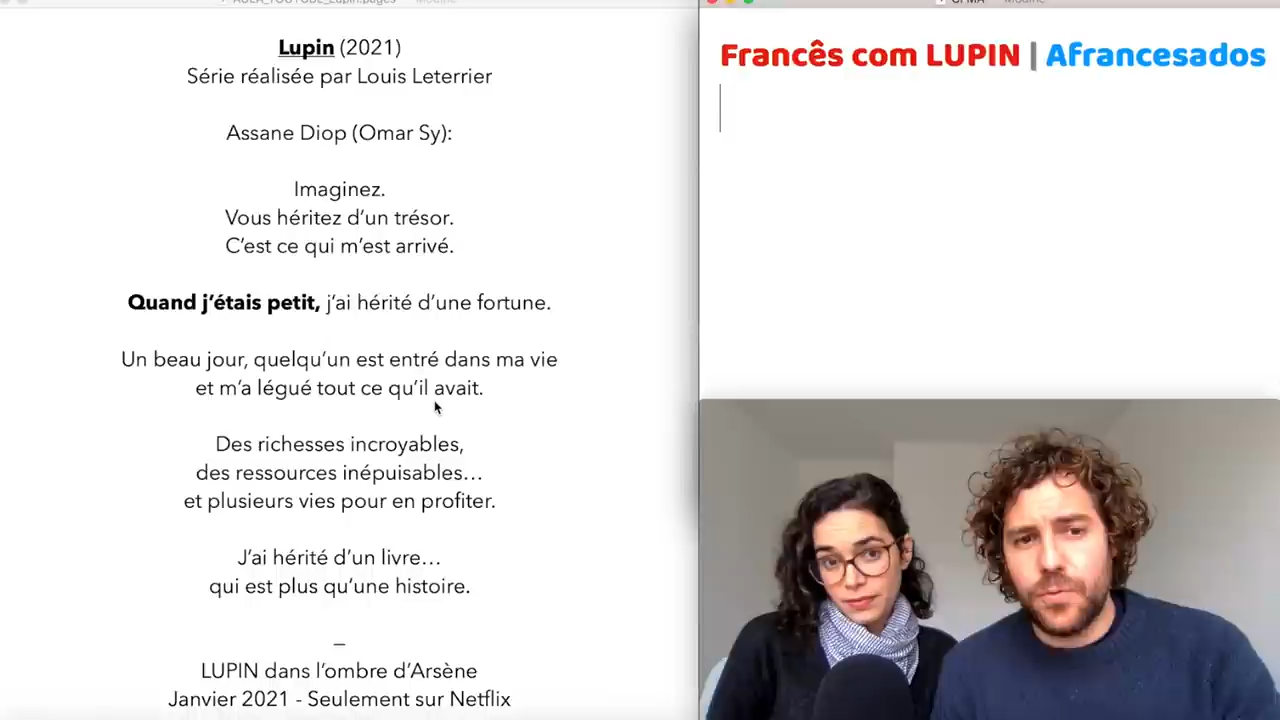 Lupin (2021)
Série réalisée par Louis Leterrier
Assane Diop (Omar Sy):
Imaginez.
Vous héritez d’un trésor.
C’est ce qui m’est arrivé.
Quand j’étais petit, j’ai hérité d’une fortune.
Un beau jour, quelqu’un est entré dans ma vie
et m’a légué tout ce qu’il avait.
Des richesses incroyables,
des ressources inépuisables…
et plusieurs vies pour en profiter.
J’ai hérité d’un livre…
qui est plus qu’une histoire.
–
LUPIN dans l’ombre d’Arsène
Janvier 2021 - Seulement sur Netflix
Francês com LUPIN | Afrancesados